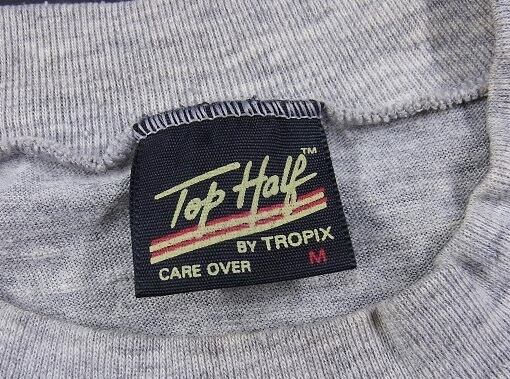 Top Half™
BY TROPIX
CARE OVER M